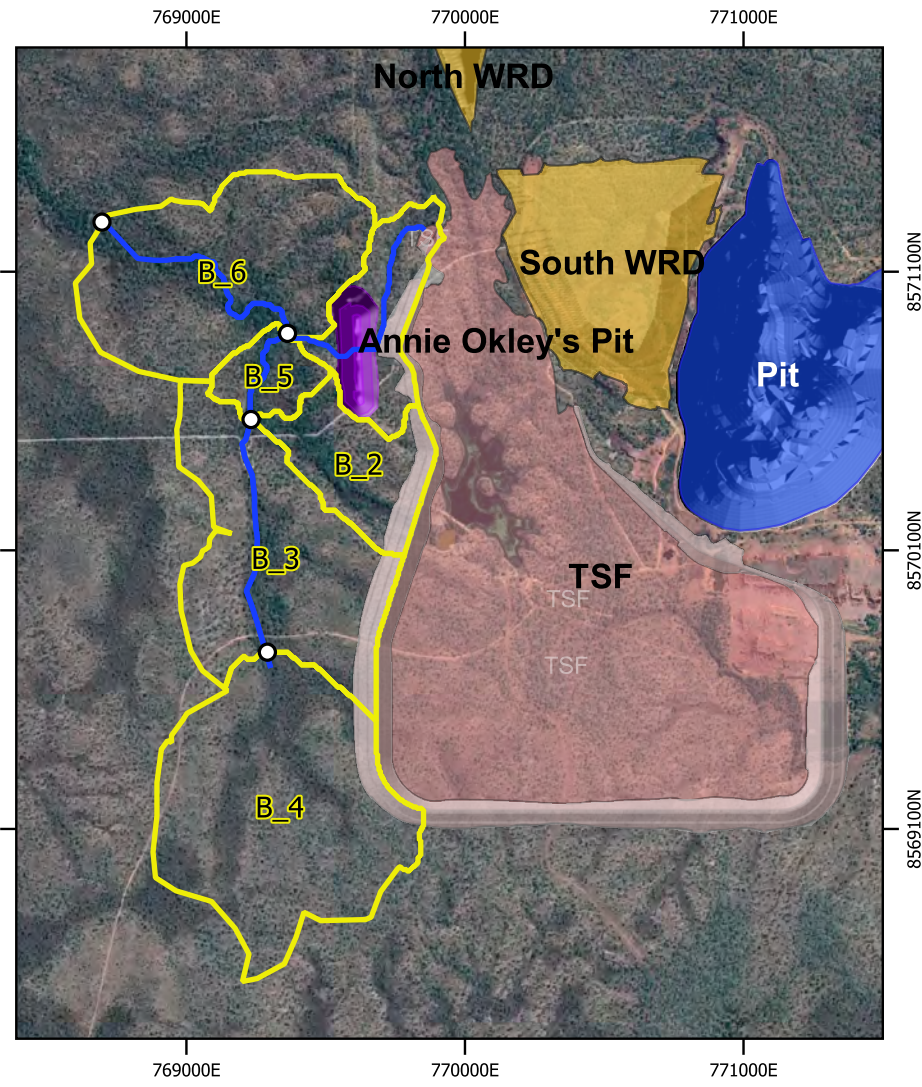 769000E
770000E
771000E
North WRD
TS
South WRD
B_6
8571100N
Annie Okley's Pit
B_5
Pit
B_2
B_3
8570100N
TSF
TSF
TSF
B_4
8569100N
769000E
770000E
771000E